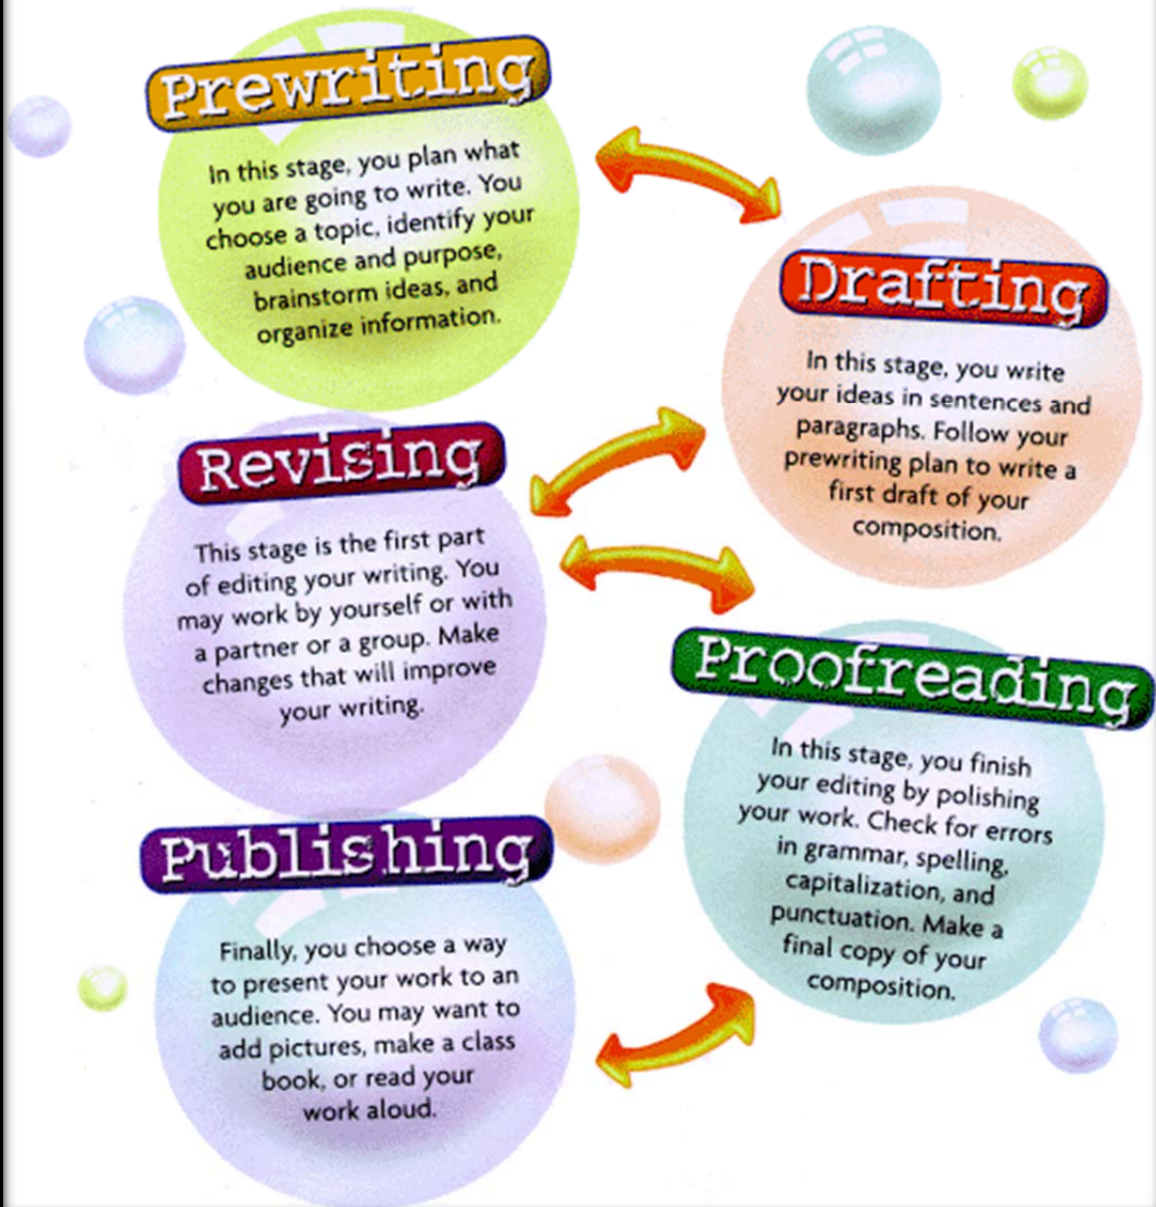 Prewriting
In this stage, you plan what
you are going to write. You
choose a topic, identify your
audience and purpose,
brainstorm ideas, and
organize information.
Drafting
In this stage, you write
your ideas in sentences and
paragraphs. Follow your
prewriting plan to write a
first draft of your
composition.
Revising
This stage is the first part
of editing your writing. You
may work by yourself or with
a partner or a group. Make
changes that will improve
your writing.
Proofreading
In this stage, you finish
your editing by polishing
your work. Check for errors
in grammar, spelling,
capitalization, and
punctuation. Make a
final copy of your
composition.
Publishing
Finally, you choose a way
to present your work to an
audience. You may want to
add pictures, make a class
book, or read your
work aloud.